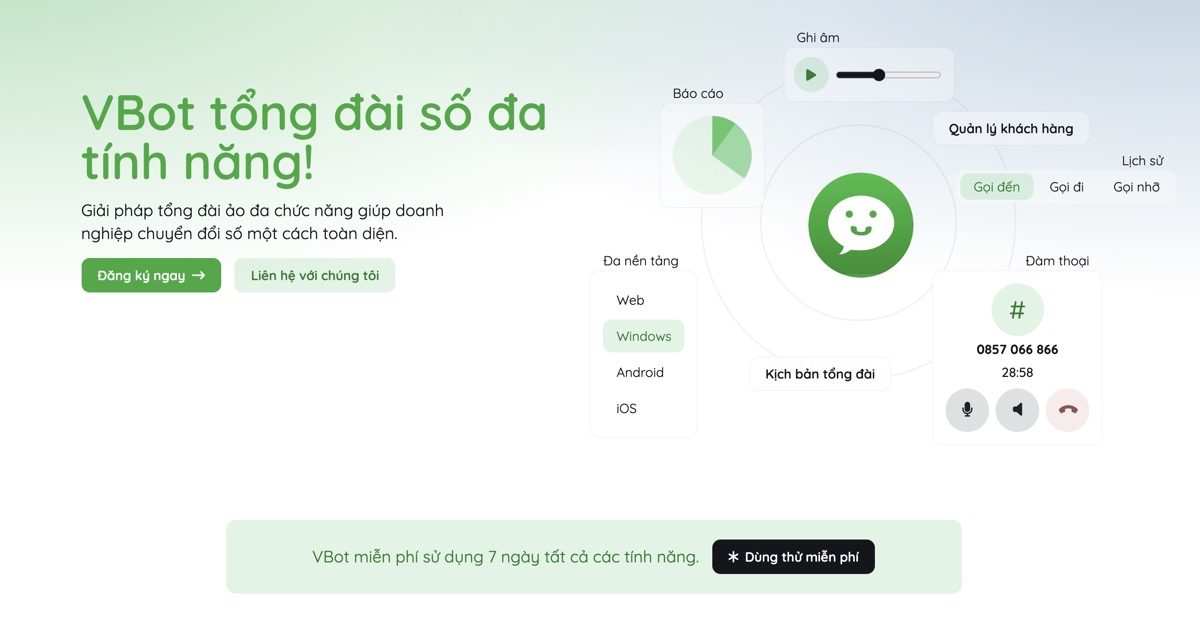 VBot tổng đài số đa
tính năng!
Giải pháp tổng đài ảo đa chức năng giúp doanh
nghiệp chuyển đổi số một cách toàn diện.
Đăng ký ngay →
Liên hệ với chúng tôi
Ghi âm
Báo cáo
Quản lý khách hàng
Lịch sử
Gọi đến
Gọi đi
Gọi nhỡ
Đa nền tảng
Web
Windows
Android
iOS
Kịch bản tổng đài
Đàm thoại
#
0857 066 866
28:58
VBot miễn phí sử dụng 7 ngày tất cả các tính năng.
Dùng thử miễn phí